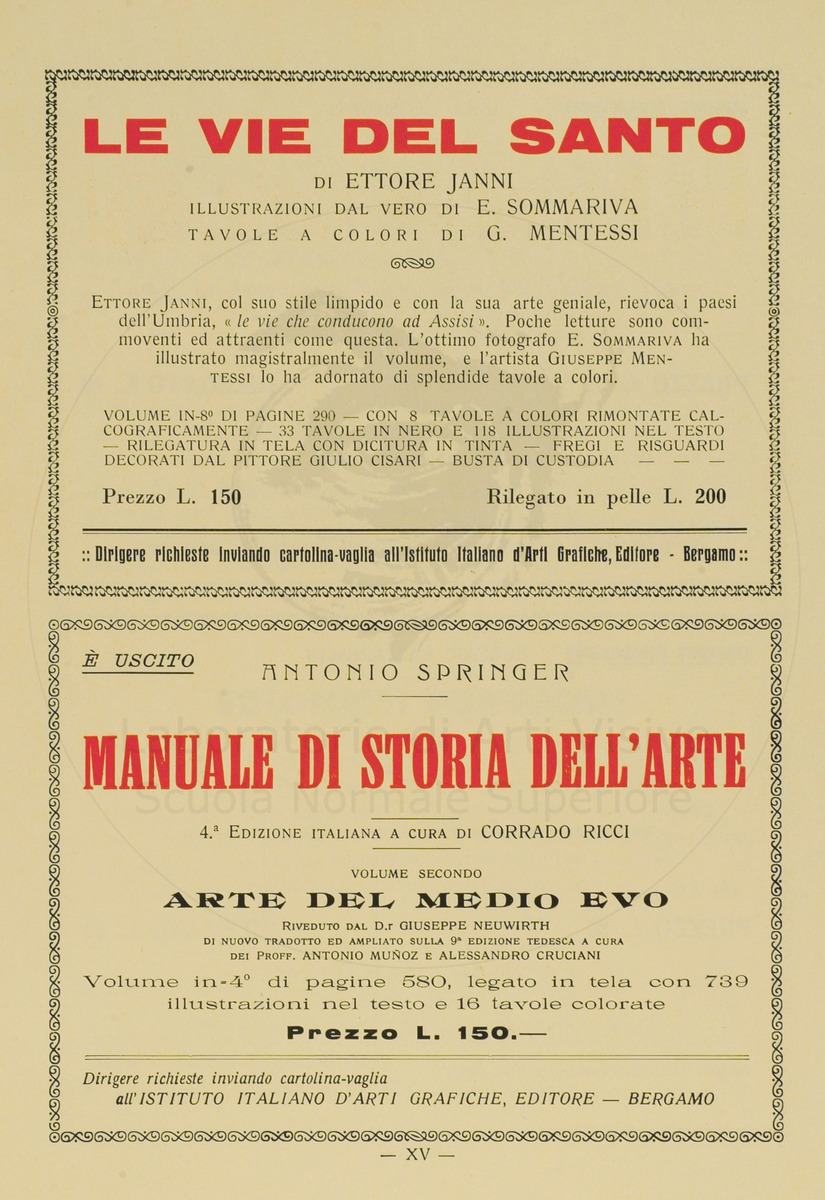 LE VIE DEL SANTO
DI ETTORE JANNI
ILLUSTRAZIONI DAL VERO DI E. SOMMARIVA
TAVOLE A COLORI DI G. MENTESSI
ETTORE JANNI, col suo stile limpido e con la sua arte geniale, rievoca i paesi
dell'Umbria, « le vie che conducono ad Assisi ». Poche letture sono com-
moventi ed attraenti come questa. L'ottimo fotografo E. SOMMARIVA ha
illustrato magistralmente il volume, e l'artista GIUSEPPE MEN-
TESSI lo ha adornato di splendide tavole a colori.
VOLUME IN-8º DI PAGINE 290 — CON 8 TAVOLE A COLORI RIMONTATE CAL-
COGRAFICAMENTE — 33 TAVOLE IN NERO E 118 ILLUSTRAZIONI NEL TESTO
— RILEGATURA IN TELA CON DICITURA IN TINTA — FREGI E RISGUARDI
DECORATI DAL PITTORE GIULIO CISARI — BUSTA DI CUSTODIA — — —
Prezzo L. 150 Rilegato in pelle L. 200
:: Dirigere richieste inviando cartolina-vaglia all'Istituto Italiano d'Arti Grafiche, Editore - Bergamo ::
È USCITO
ANTONIO SPRINGER
Laboratorio di Arti Visive
MANUALE DI STORIA DELL'ARTE
Scuola Normale Superiore
4.ª EDIZIONE ITALIANA A CURA DI CORRADO RICCI
VOLUME SECONDO
ARTE DEL MEDIO EVO
RIVEDUTO DAL D.r GIUSEPPE NEUWIRTH
DI NUOVO TRADOTTO ED AMPLIATO SULLA 9ª EDIZIONE TEDESCA A CURA
DEI PROFF. ANTONIO MUÑOZ E ALESSANDRO CRUCIANI
Volume in-4º di pagine 580, legato in tela con 739
illustrazioni nel testo e 16 tavole colorate
Prezzo L. 150.—
Dirigere richieste inviando cartolina-vaglia
all'ISTITUTO ITALIANO D'ARTI GRAFICHE, EDITORE — BERGAMO
— XV —